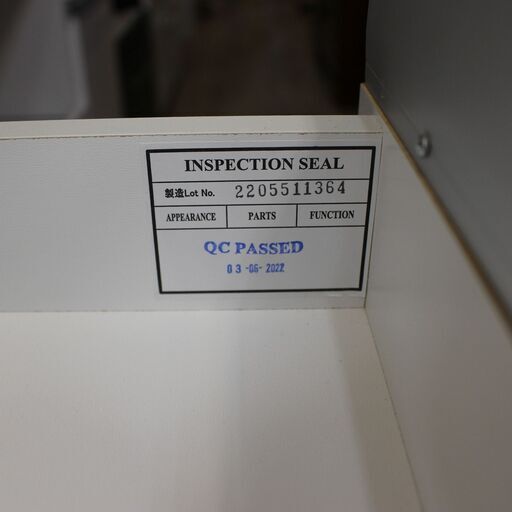 INSPECTION SEAL
製造Lot No. 2205511364
APPEARANCE PARTS FUNCTION
QC PASSED
03-06-2022